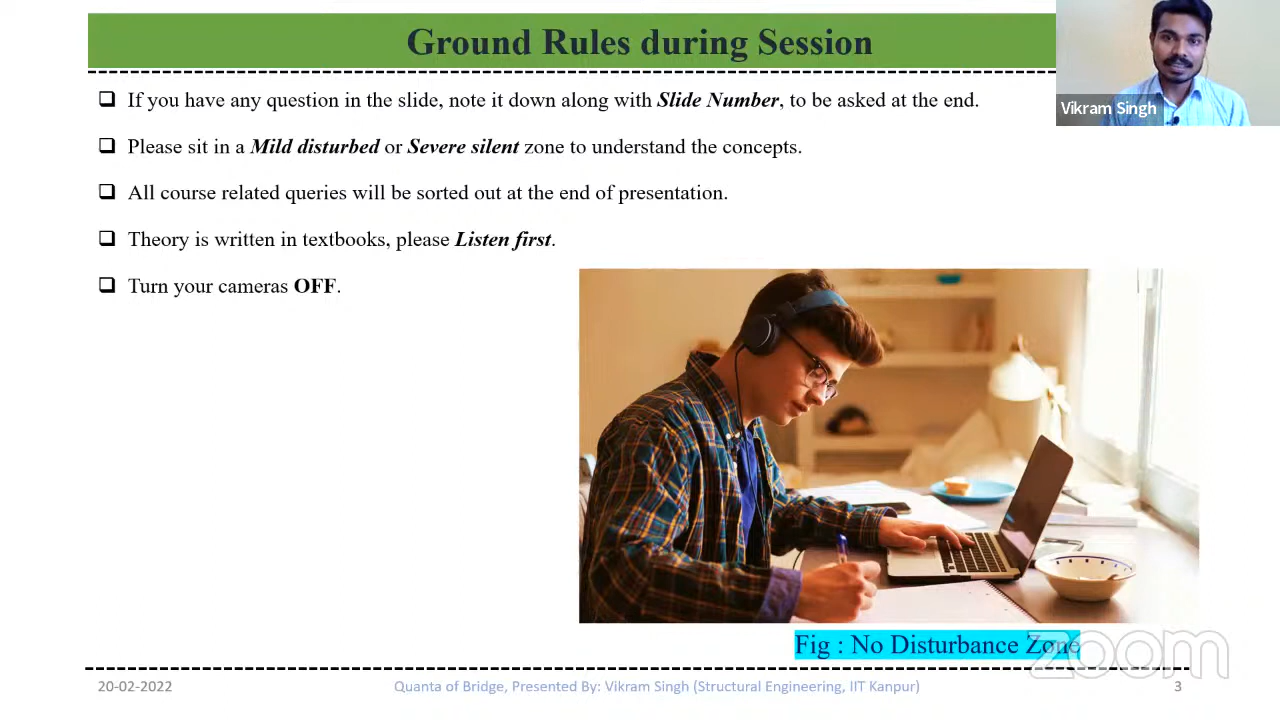 Ground Rules during Session
Vikram Singh
If you have any question in the slide, note it down along with Slide Number, to be asked at the end.
Please sit in a Mild disturbed or Severe silent zone to understand the concepts.
All course related queries will be sorted out at the end of presentation.
Theory is written in textbooks, please Listen first.
Turn your cameras OFF.
Fig : No Disturbance Zone
zoom
20-02-2022
Quanta of Bridge, Presented By: Vikram Singh (Structural Engineering, IIT Kanpur)
3